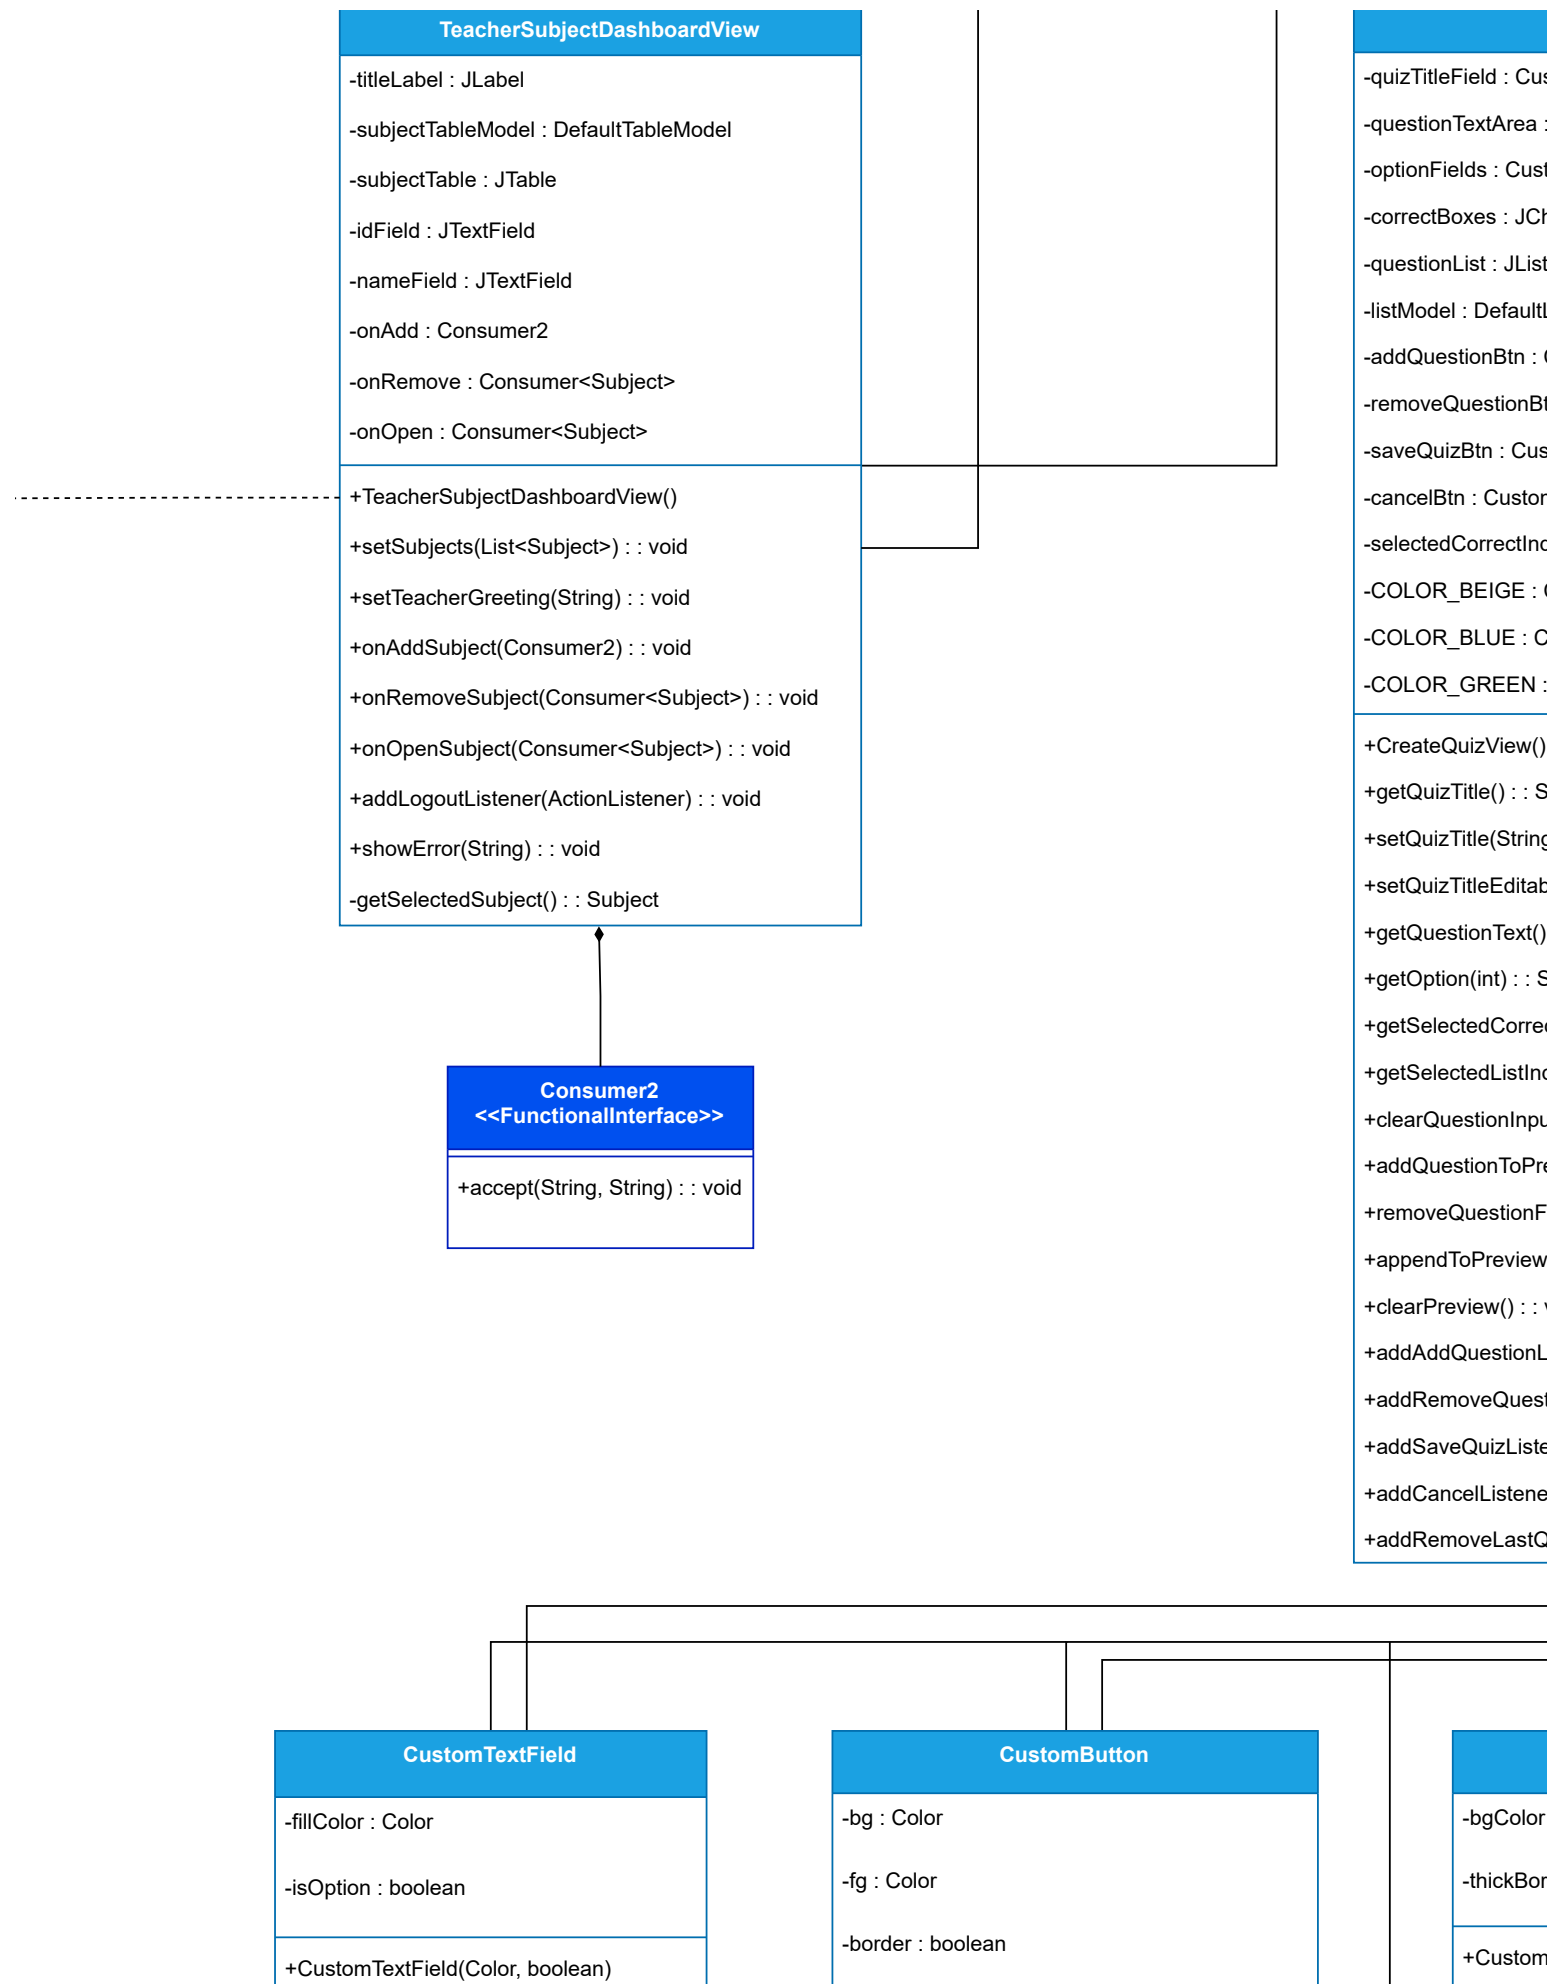 TeacherSubjectDashboardView
-titleLabel : JLabel
-subjectTableModel : DefaultTableModel
-subjectTable : JTable
-idField : JTextField
-nameField : JTextField
-onAdd : Consumer2
-onRemove : Consumer<Subject>
-onOpen : Consumer<Subject>
+TeacherSubjectDashboardView()
+setSubjects(List<Subject>) : : void
+setTeacherGreeting(String) : : void
+onAddSubject(Consumer2) : : void
+onRemoveSubject(Consumer<Subject>) : : void
+onOpenSubject(Consumer<Subject>) : : void
+addLogoutListener(ActionListener) : : void
+showError(String) : : void
-getSelectedSubject() : : Subject
Consumer2
<<FunctionalInterface>>
+accept(String, String) : : void
-quizTitleField :
-questionTextArea :
-optionFields :
-correctBoxes :
-questionList : JList
-listModel :
-addQuestionBtn :
-saveQuizBtn :
-cancelBtn :
-COLOR_BEIGE :
-COLOR_BLUE :
-COLOR_GREEN :
+CreateQuizView()
+getQuizTitle() : :
+setQuizTitle(String
+getQuestionText()
+getOption(int) : :
+appendToPreview
+clearPreview() : :
CustomTextField
-fillColor : Color
-isOption : boolean
+CustomTextField(Color, boolean)
CustomButton
-bg : Color
-fg : Color
-border : boolean
-bgColor